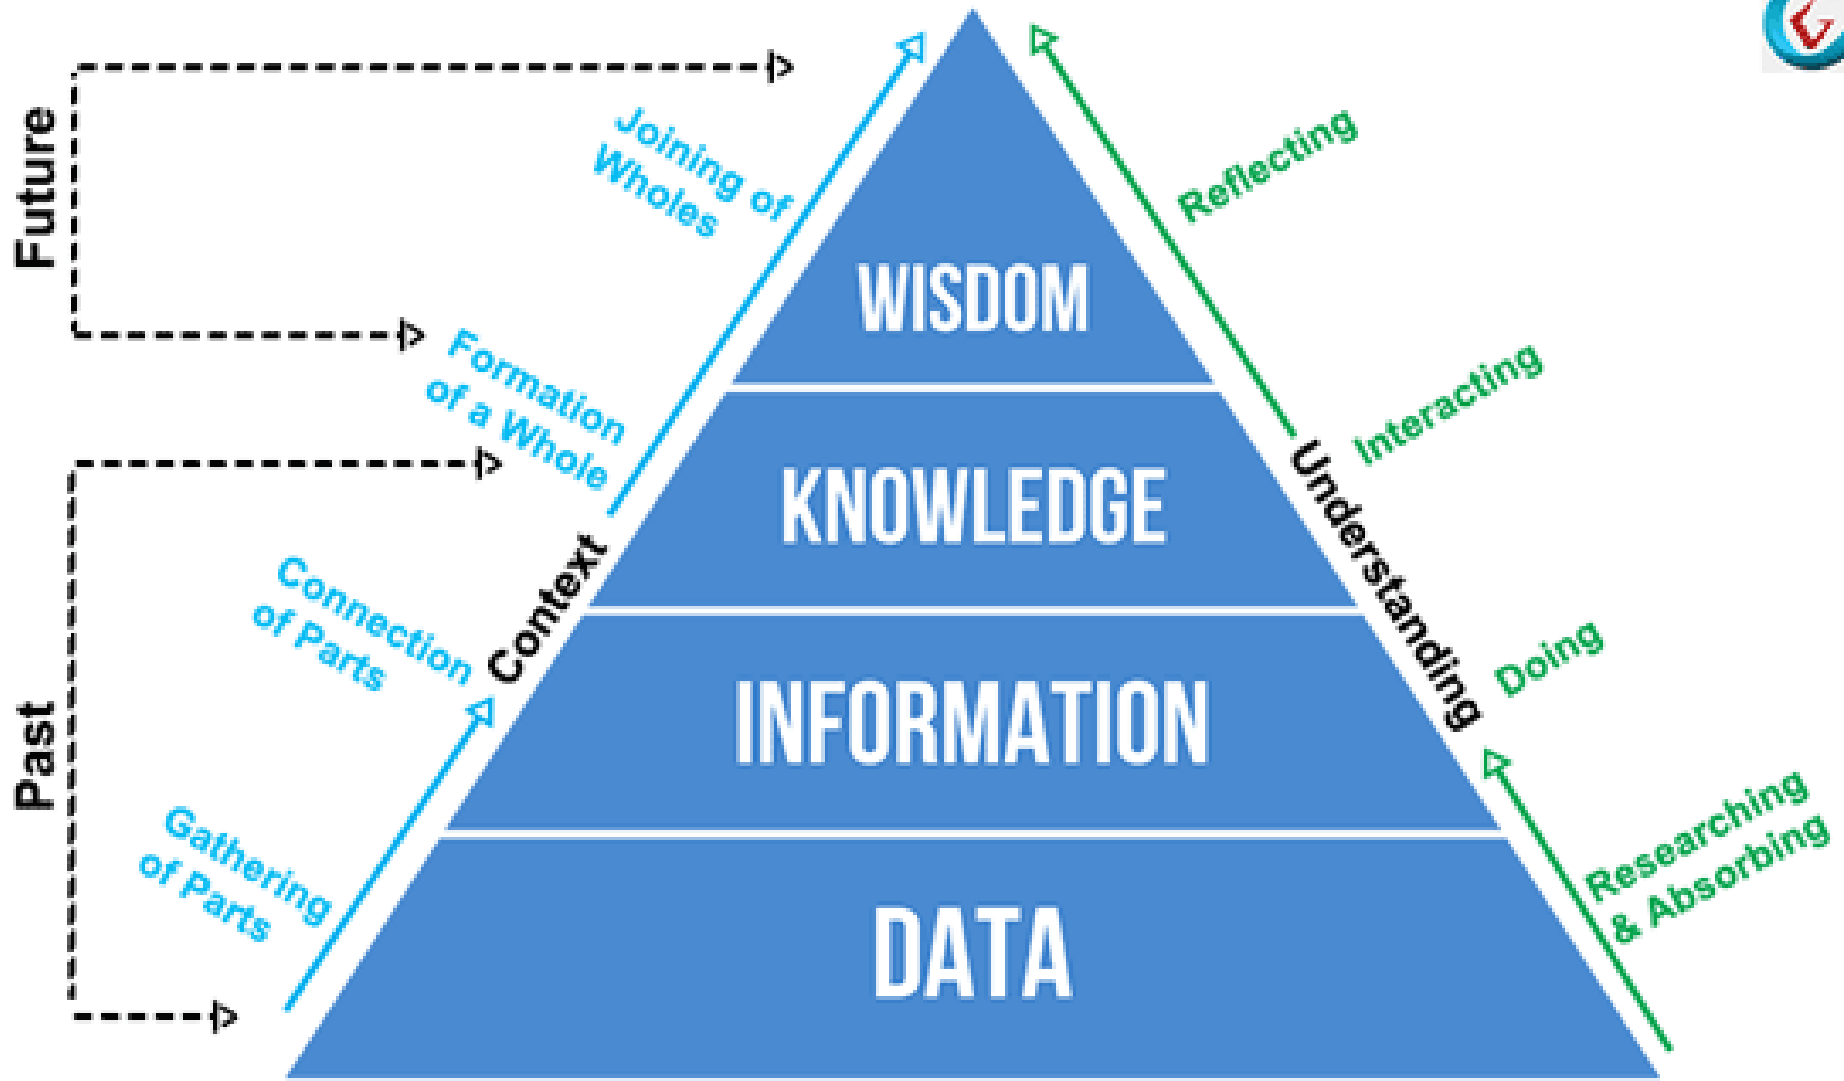 Future
Joining of
Wholes
Reflecting
WISDOM
Formation
of a Whole
Interacting
KNOWLEDGE
Context
Understanding
Past
Connection
of Parts
Doing
INFORMATION
Gathering
of Parts
Researching
& Absorbing
DATA